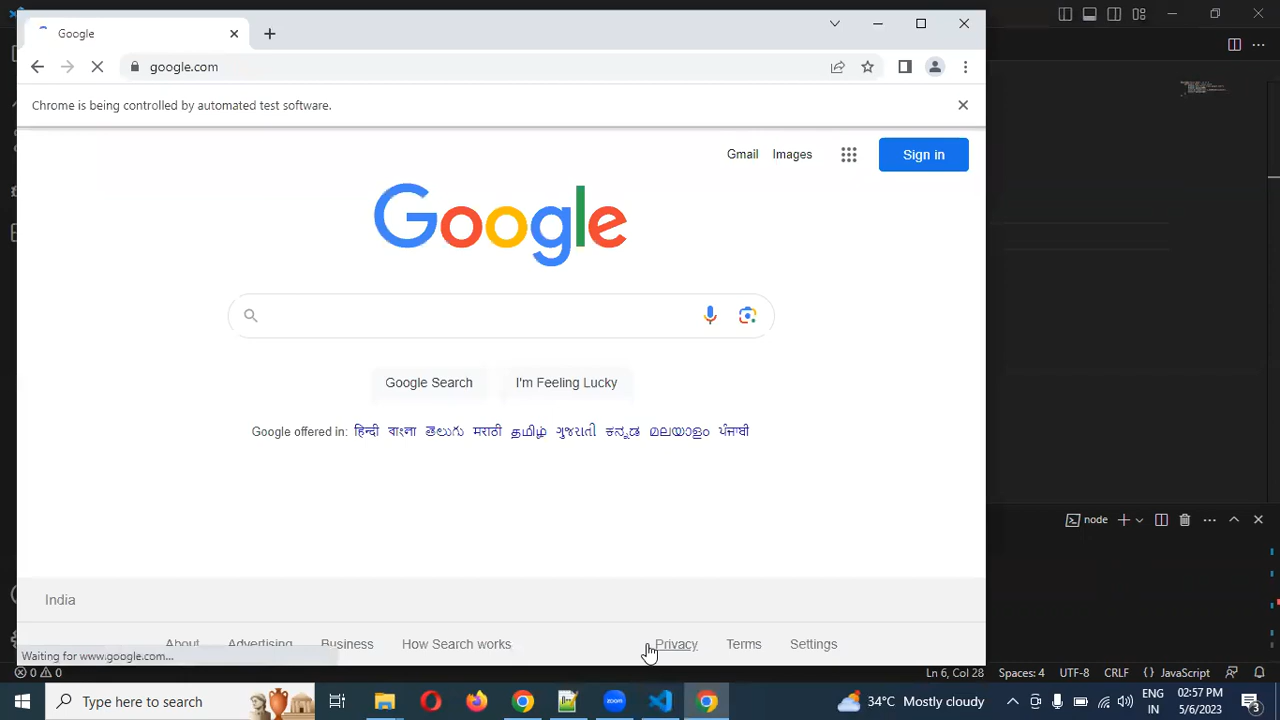 Google
google.com
Chrome is being controlled by automated test software.
Gmail Images Sign in
Google
Google Search I'm Feeling Lucky
Google offered in: हिन्दी বাংলা తెలుగు मराठी தமிழ் ગુજરાતી ಕನ್ನಡ മലയാളം ਪੰਜਾਬੀ
India
About Advertising Business How Search works Privacy Terms Settings
Waiting for www.google.com...
node
0 0 Ln 6, Col 28 Spaces: 4 UTF-8 CRLF {} JavaScript
Type here to search zoom 34°C Mostly cloudy ENG 02:57 PM
IN 5/6/2023 3